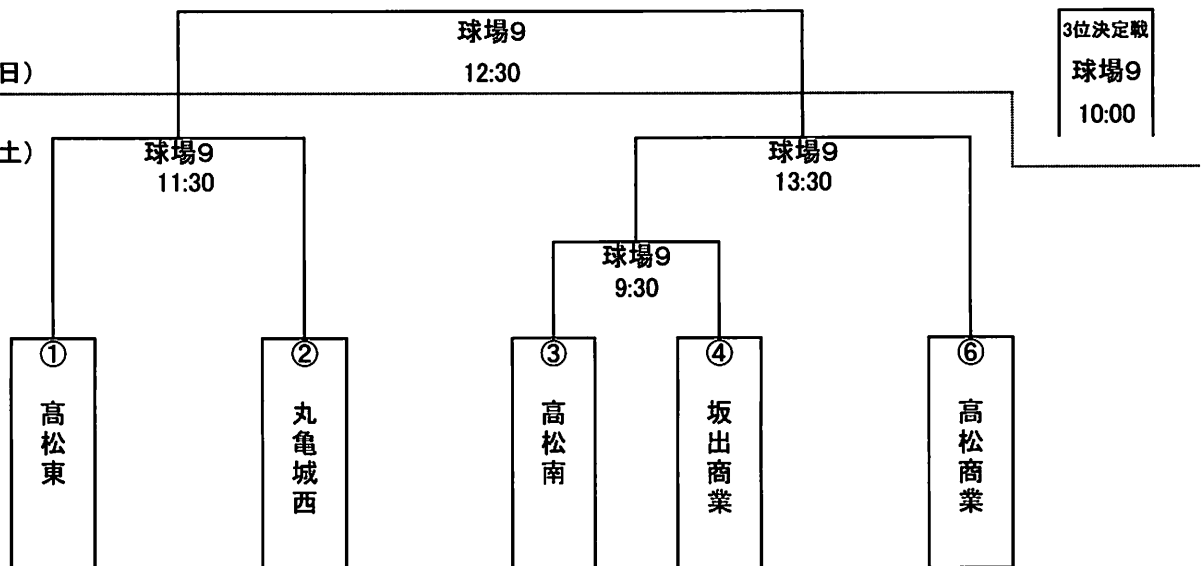 球場9
12:30
3位決定戦
球場9
10:00
日)
土)
球場9
11:30
球場9
13:30
球場9
9:30
①
高松東
②
丸亀城西
③
高松南
④
坂出商業
⑥
高松商業